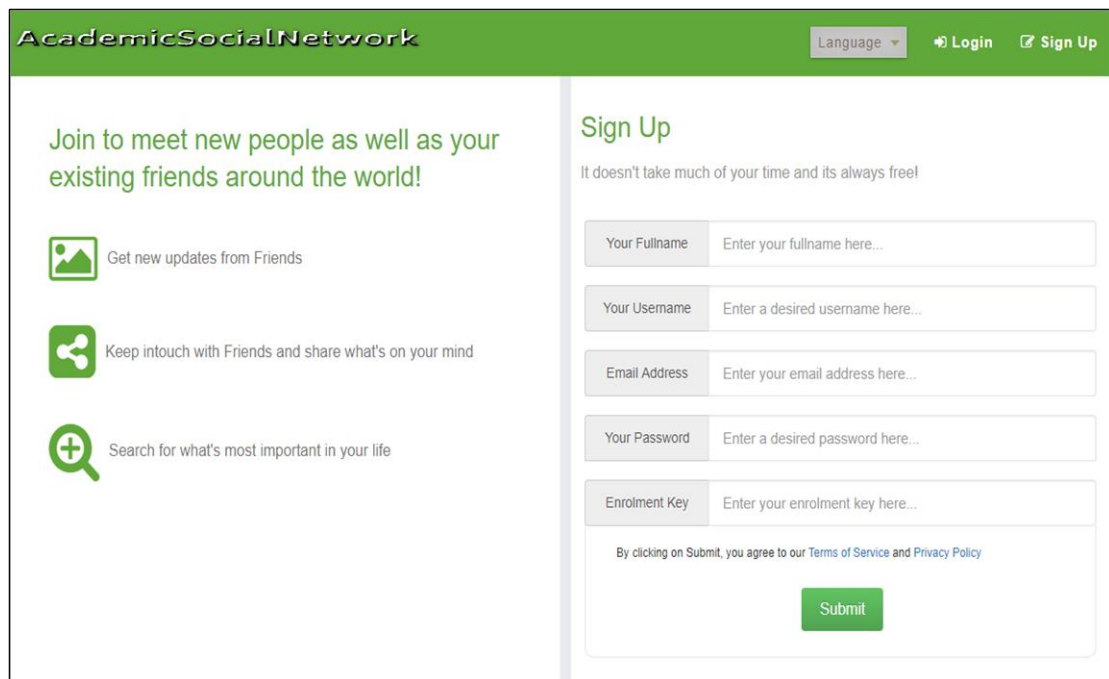 AcademicSocialNetwork
Language
Login
Sign Up
Join to meet new people as well as your
existing friends around the world!
Get new updates from Friends
Keep intouch with Friends and share what's on your mind
Search for what's most important in your life
Sign Up
It doesn't take much of your time and its always free!
Your Fullname Enter your fullname here...
Your Username Enter a desired username here...
Email Address Enter your email address here...
Your Password Enter a desired password here...
Enrolment Key Enter your enrolment key here...
By clicking on Submit, you agree to our Terms of Service and Privacy Policy
Submit